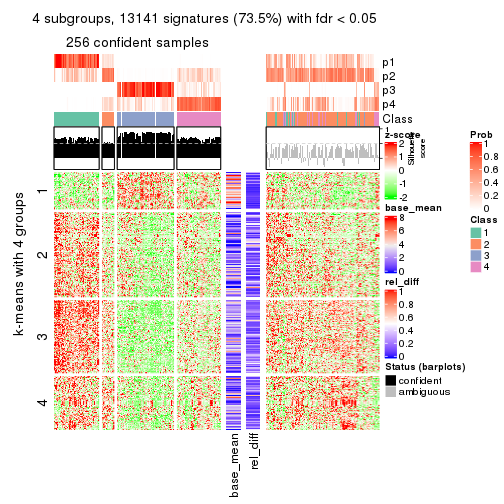 4 subgroups, 13141 signatures (73.5%) with fdr < 0.05
256 confident samples
p1
p2
p3
p4
Class
1
Silhouette
score
z-score
2
1
0
-1
-2
base_mean
8
6
4
2
0
rel_diff
1
0.8
0.6
0.4
0.2
0
Status (barplots)
confident
ambiguous
Prob
1
0.8
0.6
0.4
0.2
0
Class
1
2
3
4
k-means with 4 groups
1
2
3
4
base_mean
rel_diff